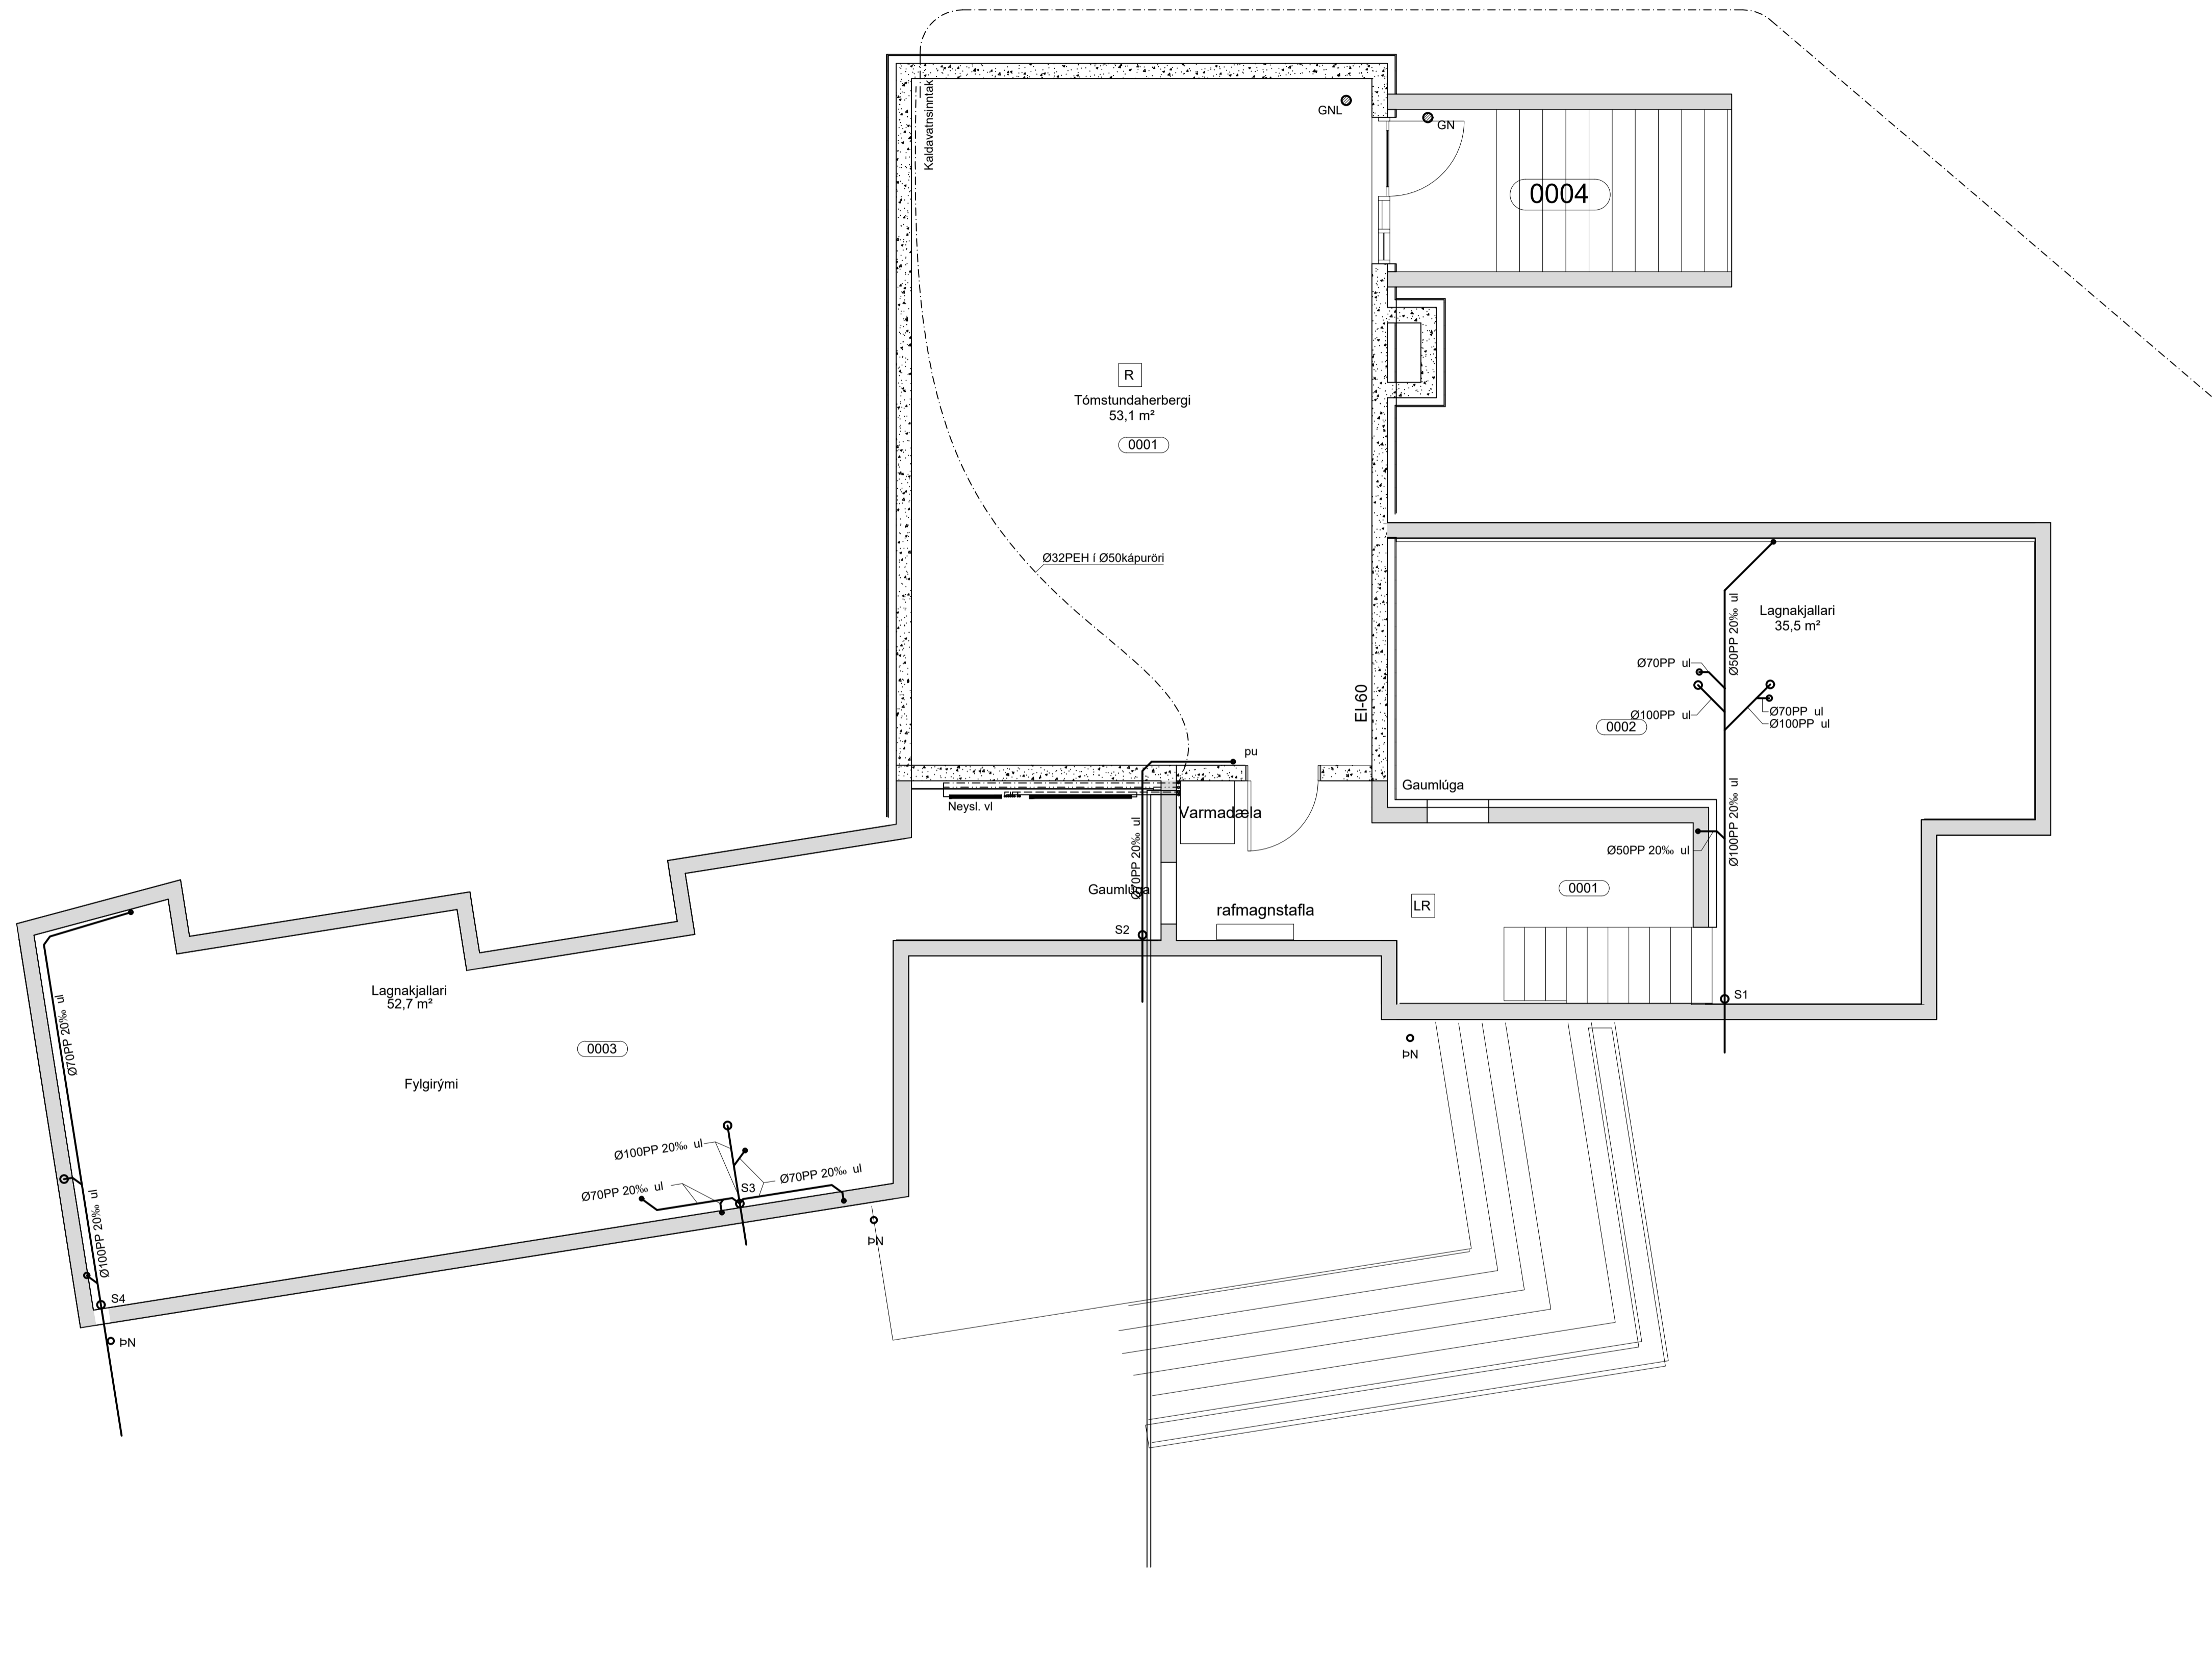 Kaldavatnsinntak
GNL
GN
0004
R
Tómstundaherbergi
53,1 m²
0001
Ø32PEH í Ø50kápuröri
EI-60
Lagnakjallari
35,5 m²
Ø50PP 20‰ ul
Ø70PP ul
Ø100PP ul
Ø70PP ul
Ø100PP ul
0002
pu
Gaumlúga
Neysl. vl
Varmadæla
Ø70PP 20‰ ul
Ø100PP 20‰ ul
Ø50PP 20‰ ul
Gaumlúga
0001
rafmagnstafla
LR
S2
S1
Lagnakjallari
52,7 m²
Ø70PP 20‰ ul
0003
ÞN
Fylgirými
Ø100PP 20‰ ul
Ø70PP 20‰ ul
Ø70PP 20‰ ul
S3
Ø100PP 20‰ ul
ÞN
S4
ÞN